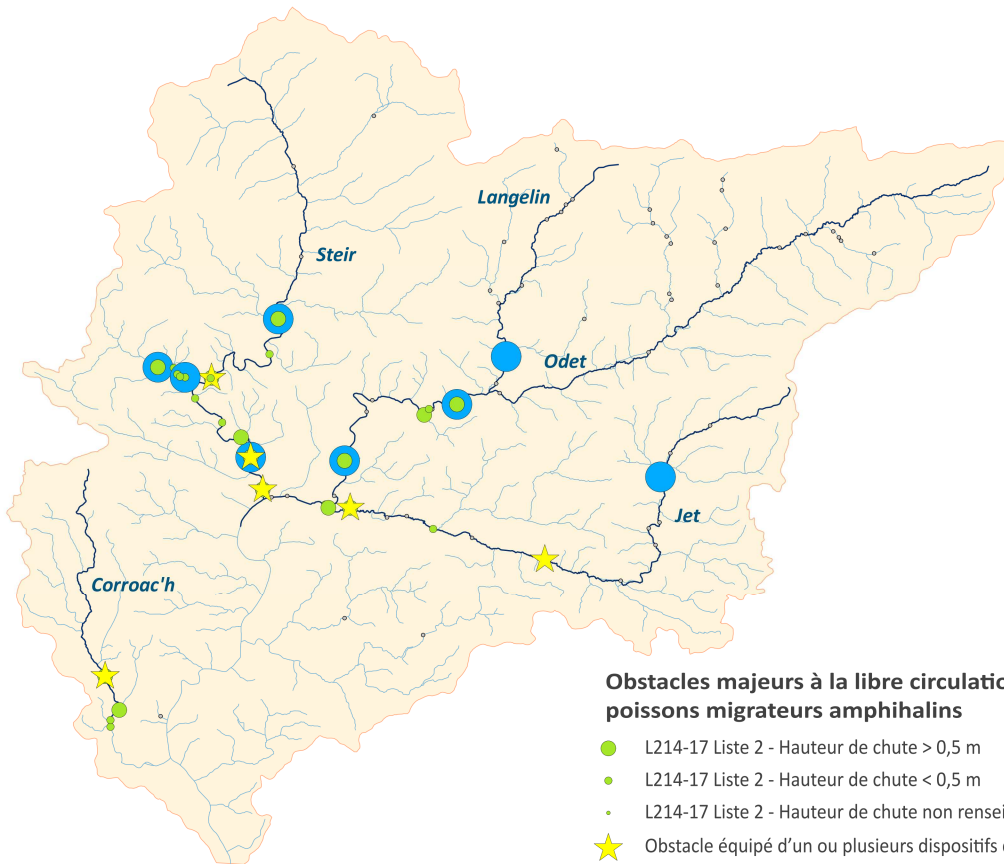 Langelin
Steir
Odet
Jet
Corroac'h
Obstacles majeurs à la libre
poissons migrateurs amphihalins
L214-17 Liste 2 - Hauteur de chute > 0,5 m
L214-17 Liste 2 - Hauteur de chute < 0,5 m
L214-17 Liste 2 - Hauteur de chute non
Obstacle équipé d’un ou plusieurs dispositifs